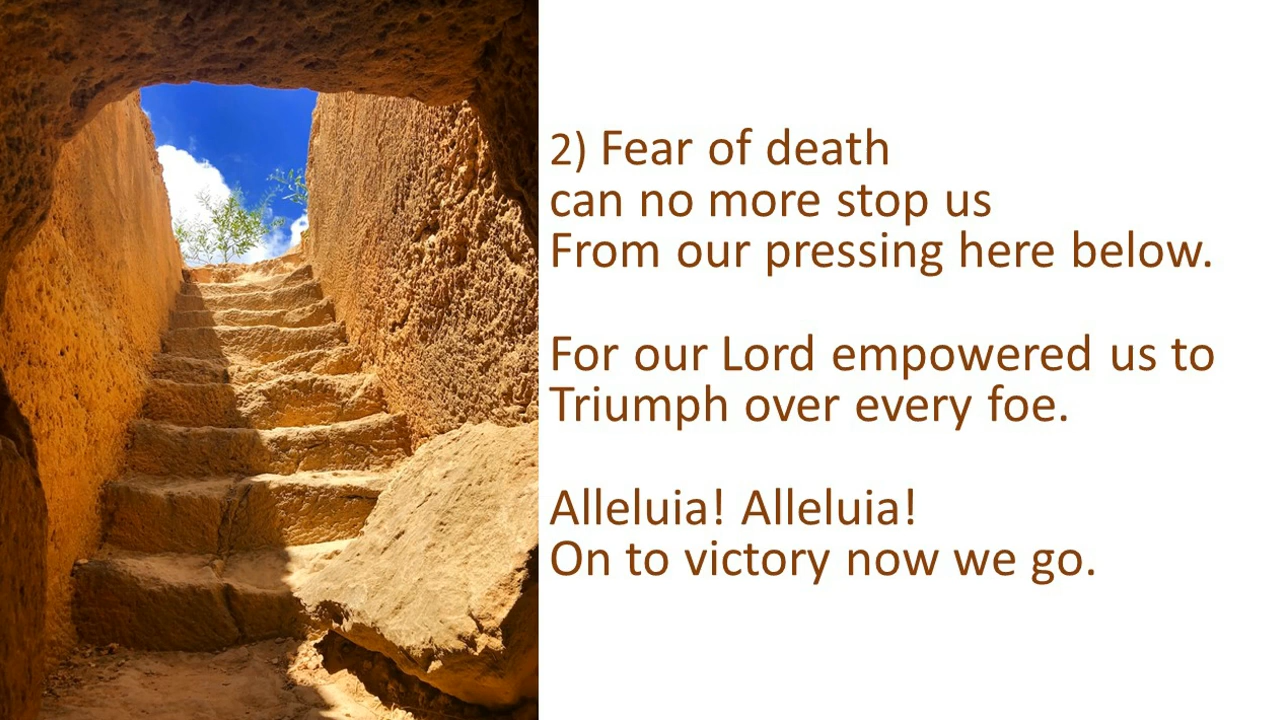 2) Fear of death
can no more stop us
From our pressing here below.
For our Lord empowered us to
Triumph over every foe.
Alleluia! Alleluia!
On to victory now we go.